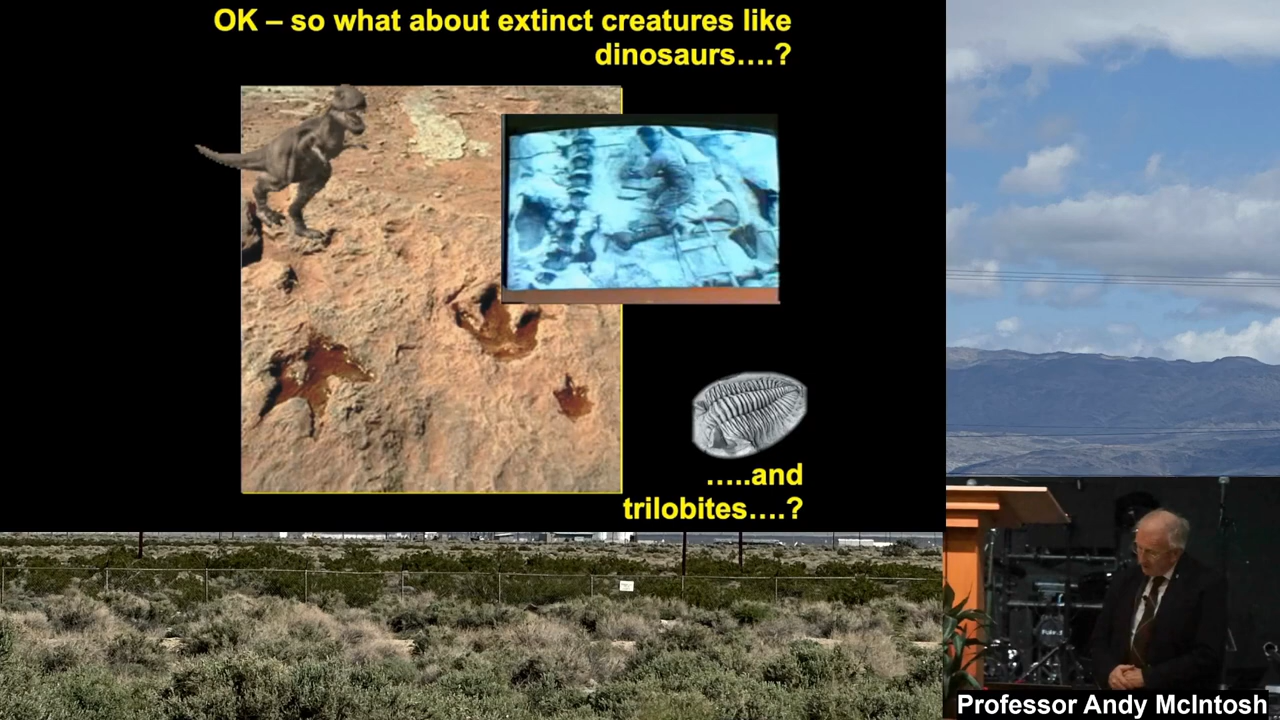 OK – so what about extinct creatures like
dinosaurs….?
…..and
trilobites….?
Professor Andy McIntosh